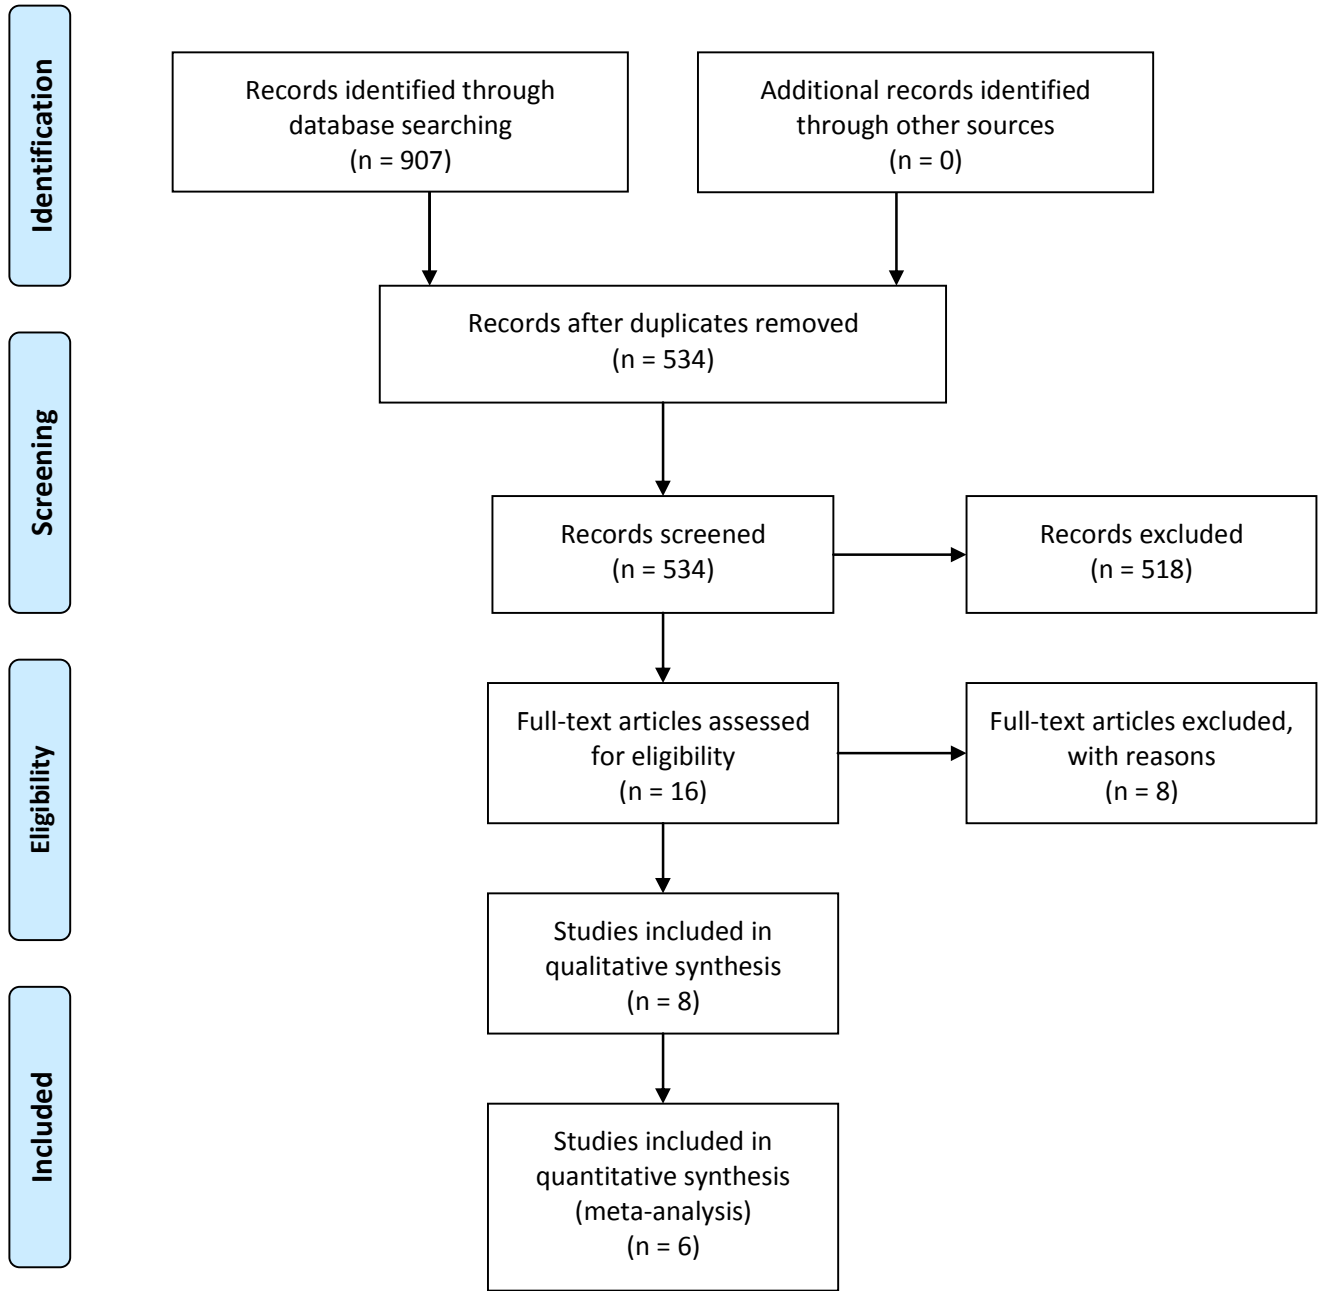 Identification
Records identified through
database searching
(n = 907)
Additional records identified
through other sources
(n = 0)
Records after duplicates removed
(n = 534)
Screening
Records screened
(n = 534)
Records excluded
(n = 518)
Eligibility
Full-text articles assessed
for eligibility
(n = 16)
Full-text articles excluded,
with reasons
(n = 8)
Studies included in
qualitative synthesis
(n = 8)
Included
Studies included in
quantitative synthesis
(meta-analysis)
(n = 6)